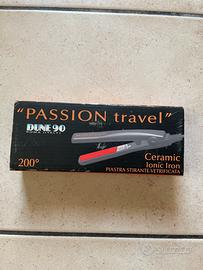 "PASSION travel"
DUNE 90
200°
Ceramic
Ionic Iron
PIASTRA STIRANTE VETRIFICATA